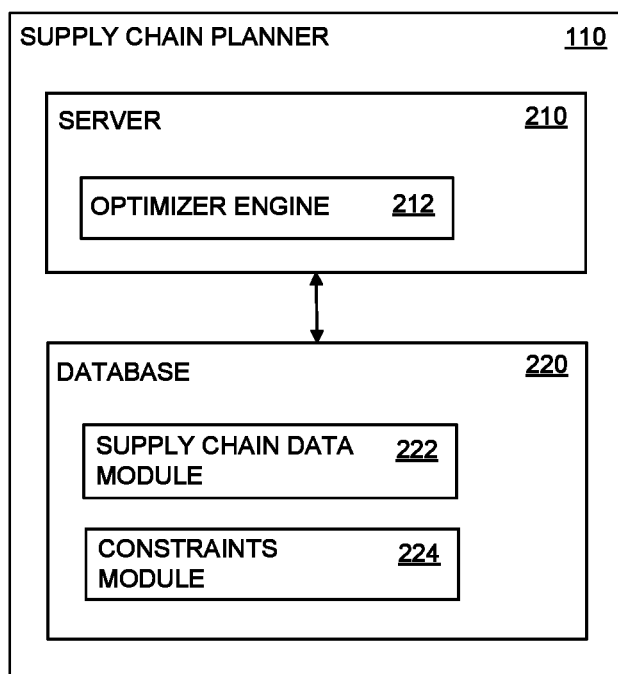 SUPPLY CHAIN PLANNER 110
SERVER 210
OPTIMIZER ENGINE 212
DATABASE 220
SUPPLY CHAIN DATA 222
MODULE
CONSTRAINTS 224
MODULE